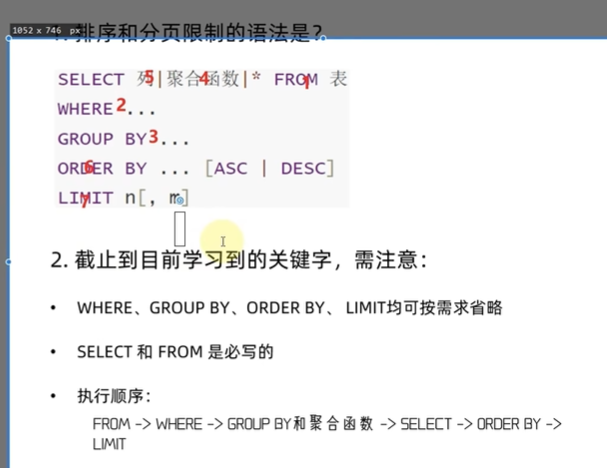 1052 x 746 px
1. 排序和分页限制的语法是?
SELECT 列|聚合函数|* FROM 表
5 4 1
WHERE ...
2
GROUP BY ...
3
ORDER BY ... [ASC | DESC]
6
LIMIT n[, m]
7
2. 截止到目前学习到的关键字，需注意：
• WHERE、GROUP BY、ORDER BY、 LIMIT均可按需求省略
• SELECT 和 FROM 是必写的
• 执行顺序：
FROM -> WHERE -> GROUP BY和聚合函数 -> SELECT -> ORDER BY ->
LIMIT